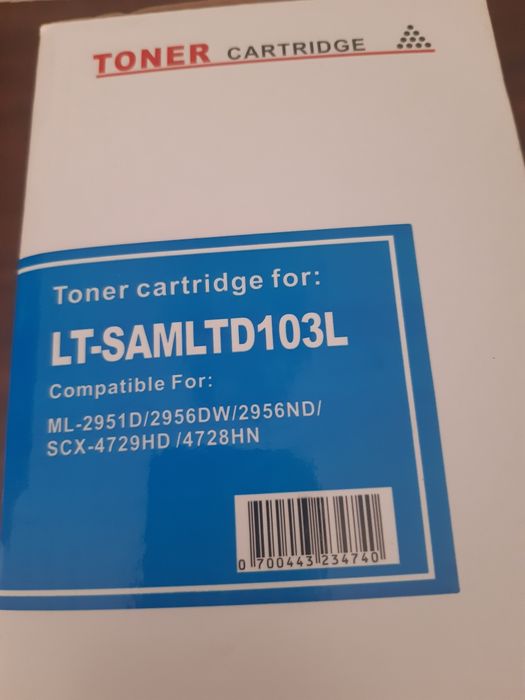 TONER CARTRIDGE
Toner cartridge for:
LT-SAMLTD103L
Compatible For:
ML-2951D/2956DW/2956ND/
SCX-4729HD /4728HN
0 700443 234740